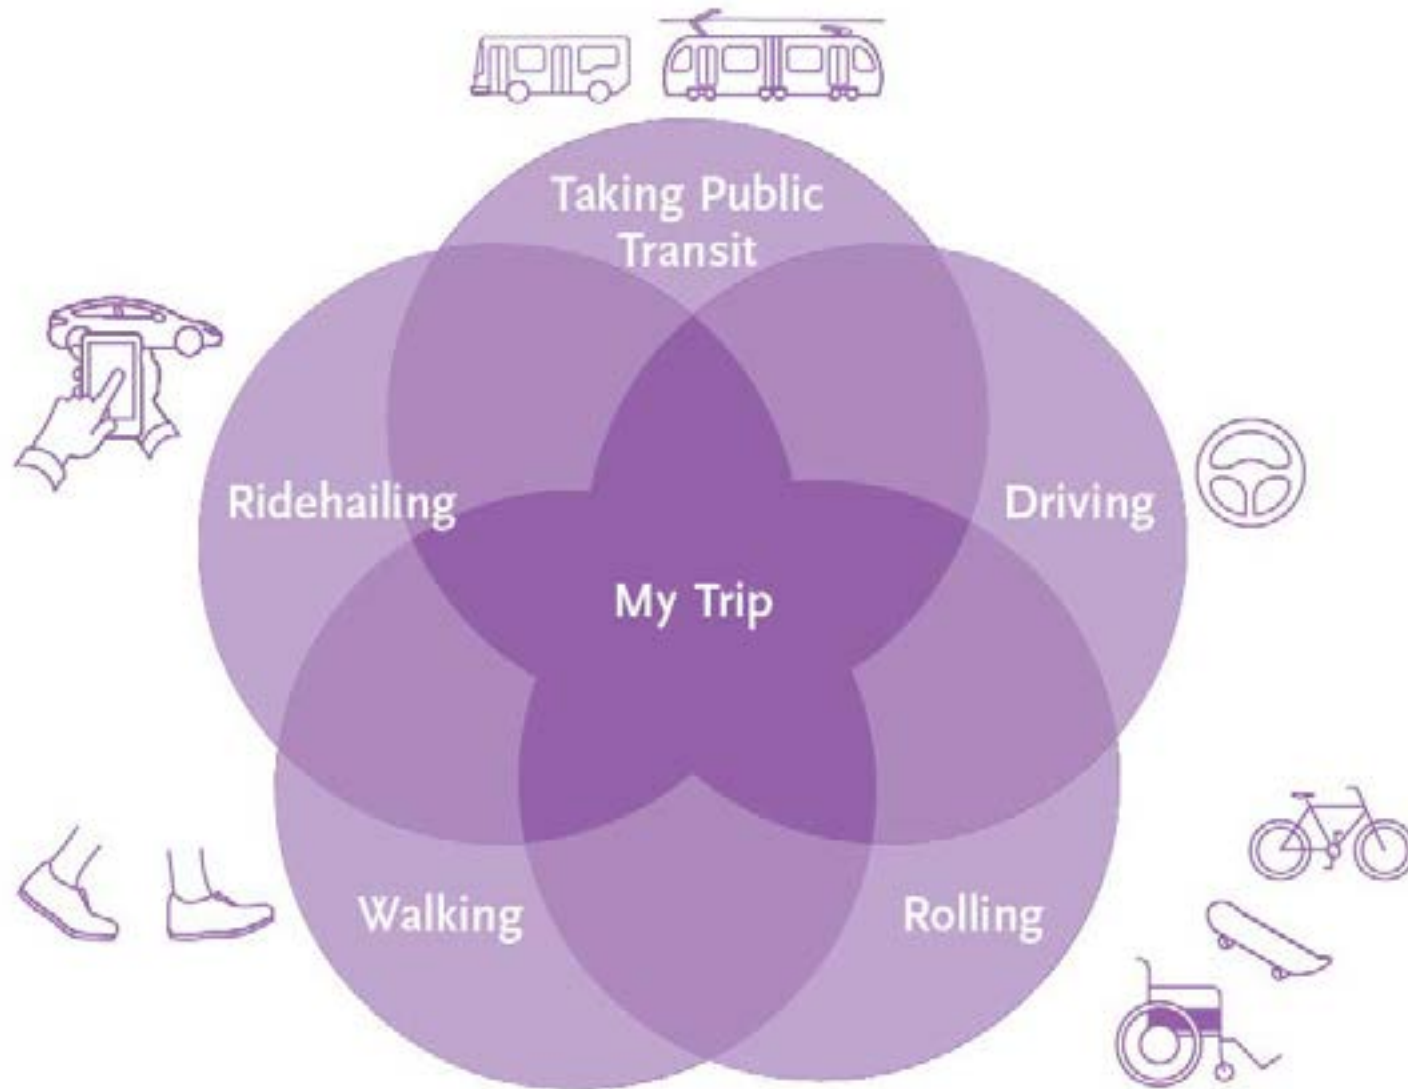 Taking Public
Transit
Ridehailing
Driving
My Trip
Walking
Rolling